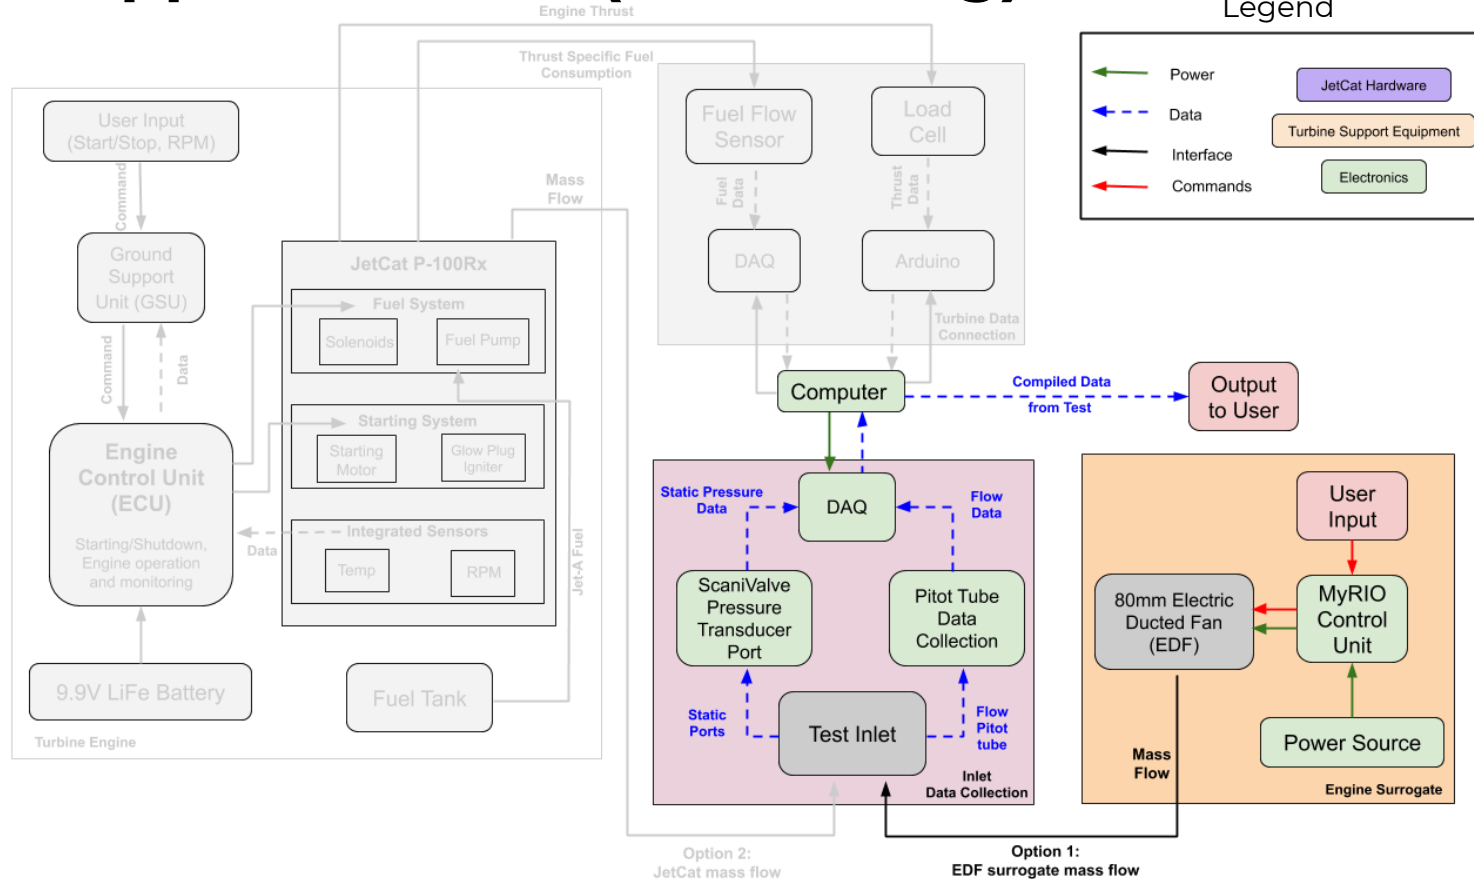 Legend
Engine Thrust
Thrust Specific Fuel
Consumption
Power
Data
Interface
Commands
JetCat Hardware
Turbine Support Equipment
Electronics
User Input
(Start/Stop, RPM)
Command
Ground
Support
Unit (GSU)
Command
Data
Engine
Control Unit
(ECU)
Starting/Shutdown,
Engine operation
and monitoring
9.9V LiFe Battery
Turbine Engine
Mass
Flow
JetCat P-100Rx
Fuel System
Solenoids
Fuel Pump
Starting System
Starting
Motor
Glow Plug
Igniter
Integrated Sensors
Data
Temp
RPM
Jet-A Fuel
Fuel Tank
Fuel Flow
Sensor
Load
Cell
Fuel
Data
Thrust
Data
DAQ
Arduino
Turbine Data
Connection
Computer
Compiled Data
from Test
Output
to User
Static Pressure
Data
DAQ
Flow
Data
ScaniValve
Pressure
Transducer
Port
Pitot Tube
Data
Collection
Static
Ports
Test Inlet
Flow
Pitot
tube
Inlet
Data Collection
User
Input
80mm Electric
Ducted Fan
(EDF)
MyRIO
Control
Unit
Power Source
Mass
Flow
Engine Surrogate
Option 2:
JetCat mass flow
Option 1:
EDF surrogate mass flow